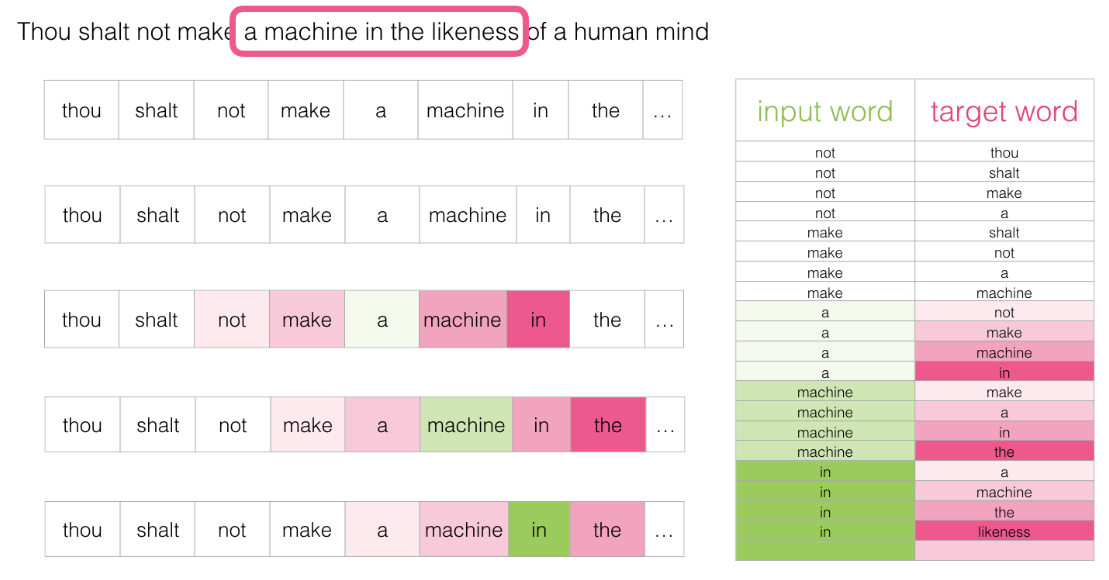 Thou shalt not make a machine in the likeness of a human mind
thou shalt not make a machine in the ...
thou shalt not make a machine in the ...
thou shalt not make a machine in the ...
thou shalt not make a machine in the ...
thou shalt not make a machine in the ...
input word target word
not thou
not shalt
not make
not a
make shalt
make not
make a
make machine
a not
a make
a machine
a in
machine make
machine a
machine in
machine the
in a
in machine
in the
in likeness